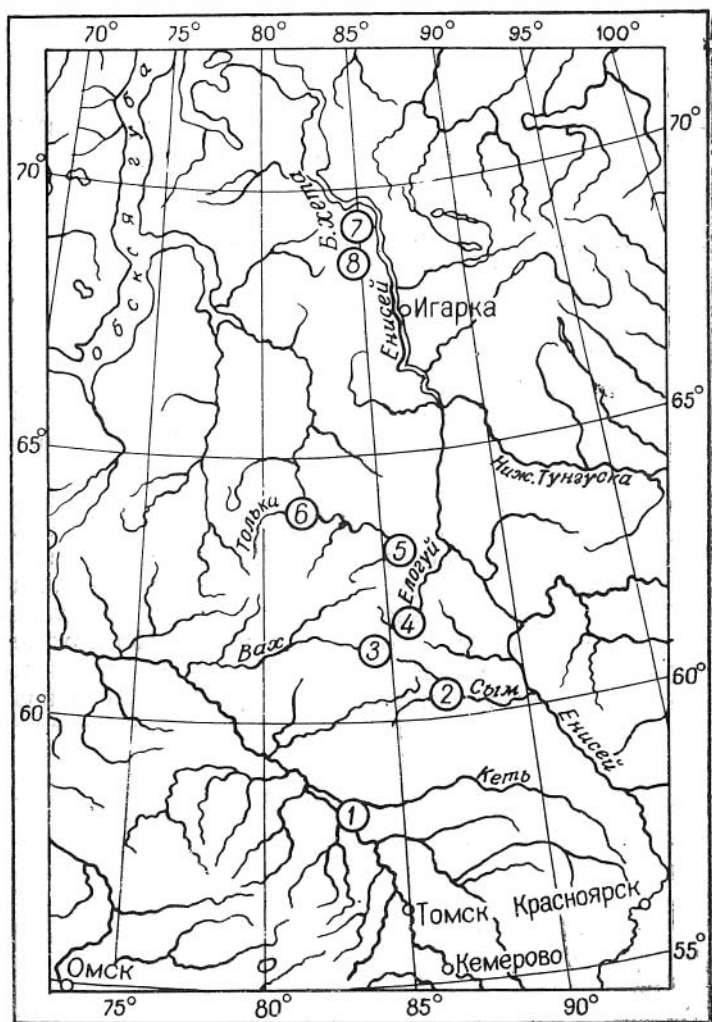 70° 75° 80° 85° 90° 95° 100°
70°
70°
Обская губа
Б.Хета
7
8
Енисей
Игарка
65°
65°
Ниж. Тунгуска
Толька
6
5
Елогуй
4
3
Вах
Сым
2
60°
60°
Енисей
Кеть
1
Томск
Красноярск
Кемерово
55°
Омск
75° 80° 85° 90°